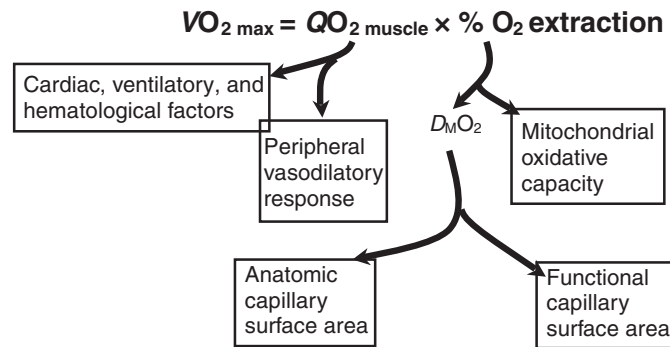 VO₂ max = QO₂ muscle × % O₂ extraction
Cardiac, ventilatory, and
hematological factors
Peripheral
vasodilatory
response
DMO₂
Mitochondrial
oxidative
capacity
Anatomic
capillary
surface area
Functional
capillary
surface area